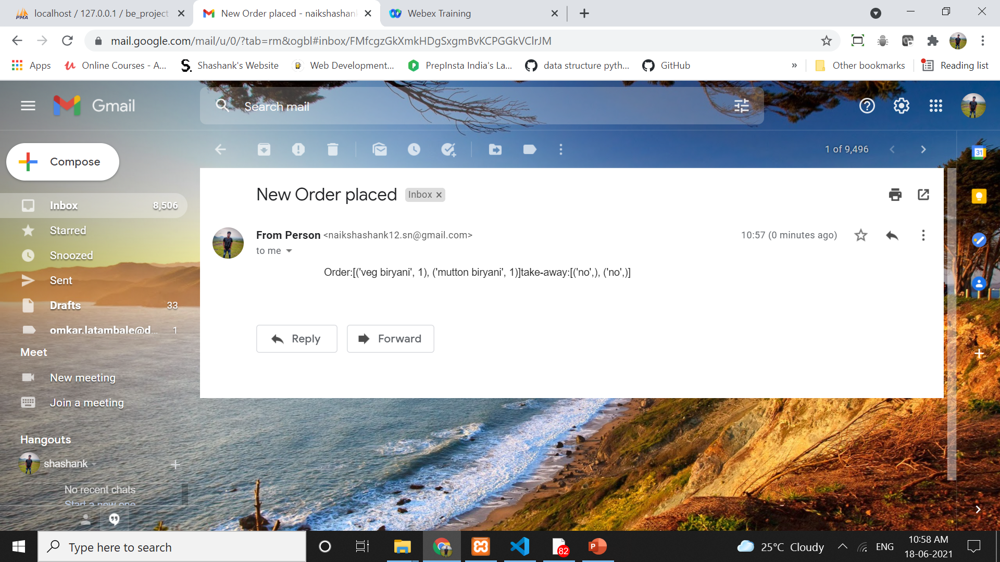 localhost / 127.0.0.1 / be_project
New Order placed - naikshashank
Webex Training
mail.google.com/mail/u/0/?tab=rm&ogbl#inbox/FMfcgzGkXmkHDgSxgmBvKCPGGkVClrJM
Apps
Online Courses - A...
Shashank's Website
Web Development...
PrepInsta India's La...
data structure pyth...
GitHub
»
Other bookmarks
Reading list
Gmail
Search mail
Compose
1 of 9,496
31
Inbox 8,506
Starred
Snoozed
Sent
Drafts 33
omkar.latambale@d... 1
Meet
New meeting
Join a meeting
Hangouts
shashank
No recent chats
Start a new one
New Order placed Inbox ×
From Person <naikshashank12.sn@gmail.com>
10:57 (0 minutes ago)
to me
Order:[('veg biryani', 1), ('mutton biryani', 1)]take-away:[('no',), ('no',)]
Reply
Forward
Type here to search
82
25°C Cloudy
ENG
10:58 AM
18-06-2021